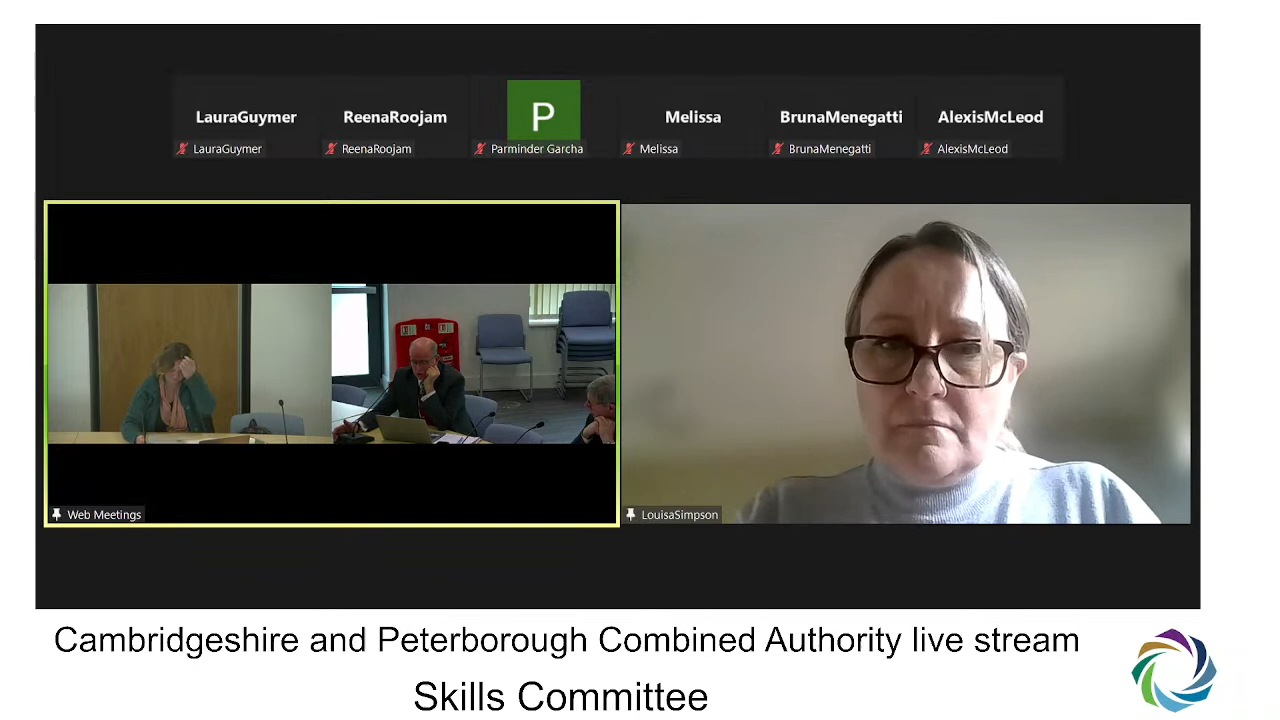 LauraGuymer
ReenaRoojam
P
Melissa
BrunaMenegatti
AlexisMcLeod
LauraGuymer
ReenaRoojam
Parminder Garcha
Melissa
BrunaMenegatti
AlexisMcLeod
Web Meetings
LouisaSimpson
Cambridgeshire and Peterborough Combined Authority live stream
Skills Committee